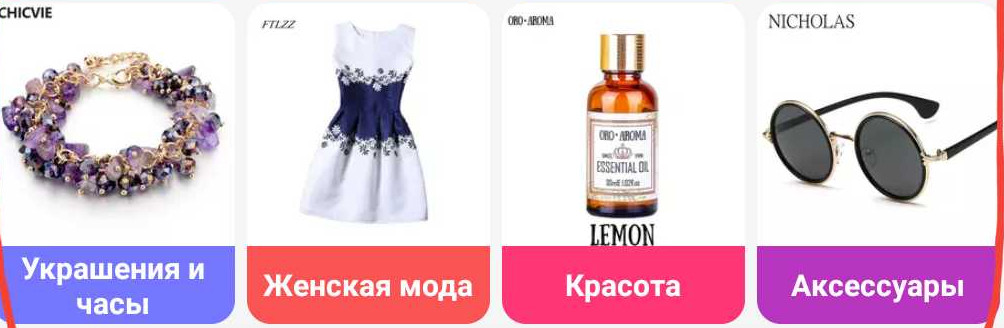 CHICVIE
FTLZZ
ORO·AROMA
NICHOLAS
ORO·AROMA
ESSENTIAL OIL
LEMON
Украшения и
часы
Женская мода
Красота
Аксессуары